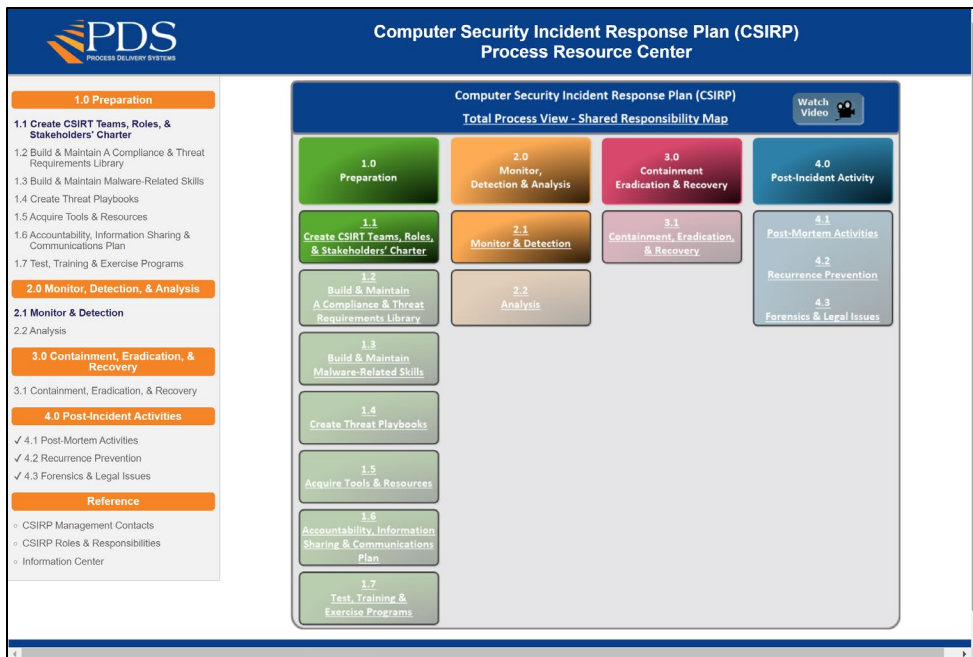 PDS
PROCESS DELIVERY SYSTEMS
Computer Security Incident Response Plan (CSIRP)
Process Resource Center
1.0 Preparation
1.1 Create CSIRT Teams, Roles, &
Stakeholders' Charter
1.2 Build & Maintain A Compliance & Threat
Requirements Library
1.3 Build & Maintain Malware-Related Skills
1.4 Create Threat Playbooks
1.5 Acquire Tools & Resources
1.6 Accountability, Information Sharing &
Communications Plan
1.7 Test, Training & Exercise Programs
2.0 Monitor, Detection, & Analysis
2.1 Monitor & Detection
2.2 Analysis
3.0 Containment, Eradication, &
Recovery
3.1 Containment, Eradication, & Recovery
4.0 Post-Incident Activities
✓ 4.1 Post-Mortem Activities
✓ 4.2 Recurrence Prevention
✓ 4.3 Forensics & Legal Issues
Reference
◦ CSIRP Management Contacts
◦ CSIRP Roles & Responsibilities
◦ Information Center
Computer Security Incident Response Plan (CSIRP)
Total Process View - Shared Responsibility Map
Watch
Video
1.0
Preparation
1.1
Create CSIRT Teams, Roles,
& Stakeholders' Charter
1.2
Build & Maintain
A Compliance & Threat
Requirements Library
1.3
Build & Maintain
Malware-Related Skills
1.4
Create Threat Playbooks
1.5
Acquire Tools & Resources
1.6
Accountability, Information
Sharing & Communications
Plan
1.7
Test, Training &
Exercise Programs
2.0
Monitor,
Detection & Analysis
2.1
Monitor & Detection
2.2
Analysis
3.0
Containment
Eradication & Recovery
3.1
Containment, Eradication,
& Recovery
4.0
Post-Incident Activity
4.1
Post-Mortem Activities
4.2
Recurrence Prevention
4.3
Forensics & Legal Issues